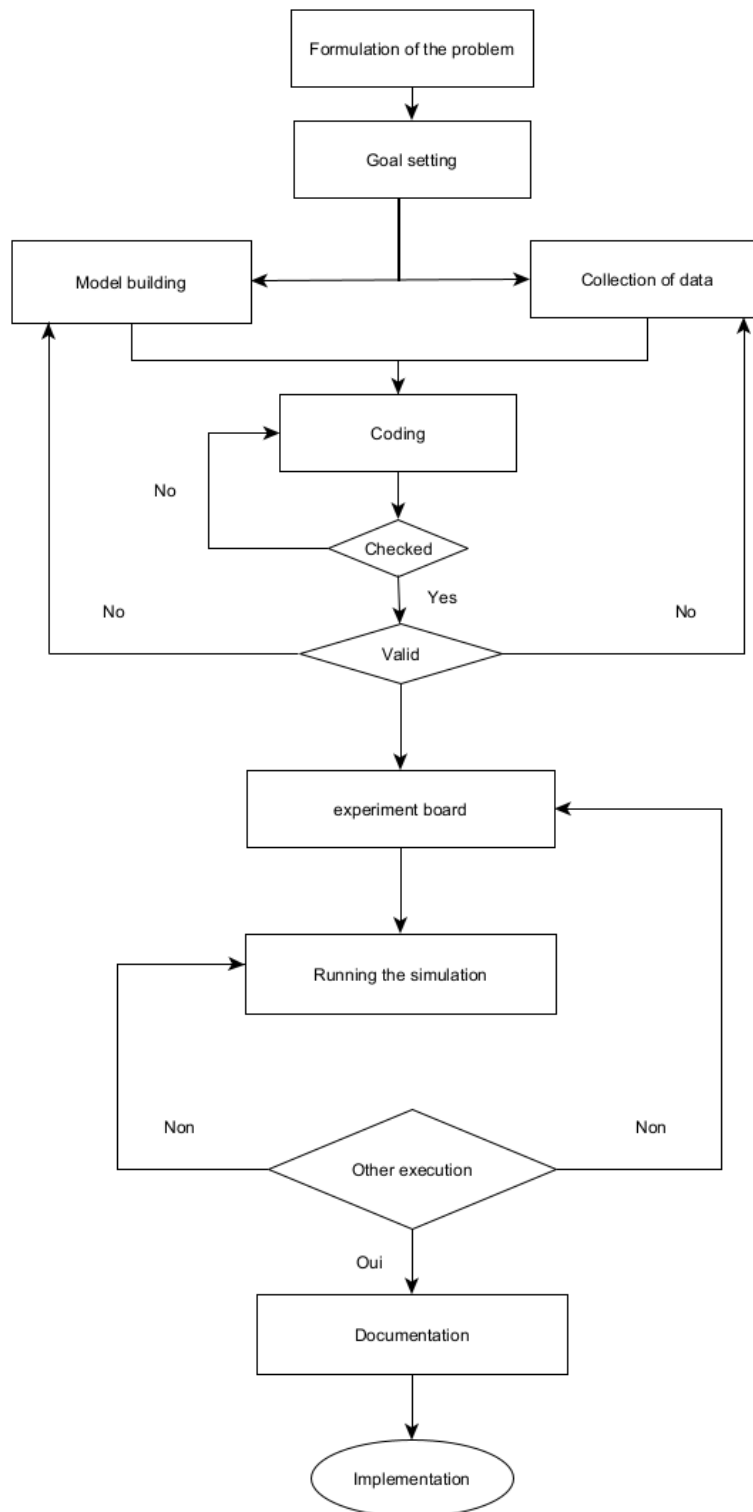 Formulation of the problem
Goal setting
Model building
Collection of data
Coding
No
Checked
Yes
No
No
Valid
experiment board
Running the simulation
Non
Non
Other execution
Oui
Documentation
Implementation